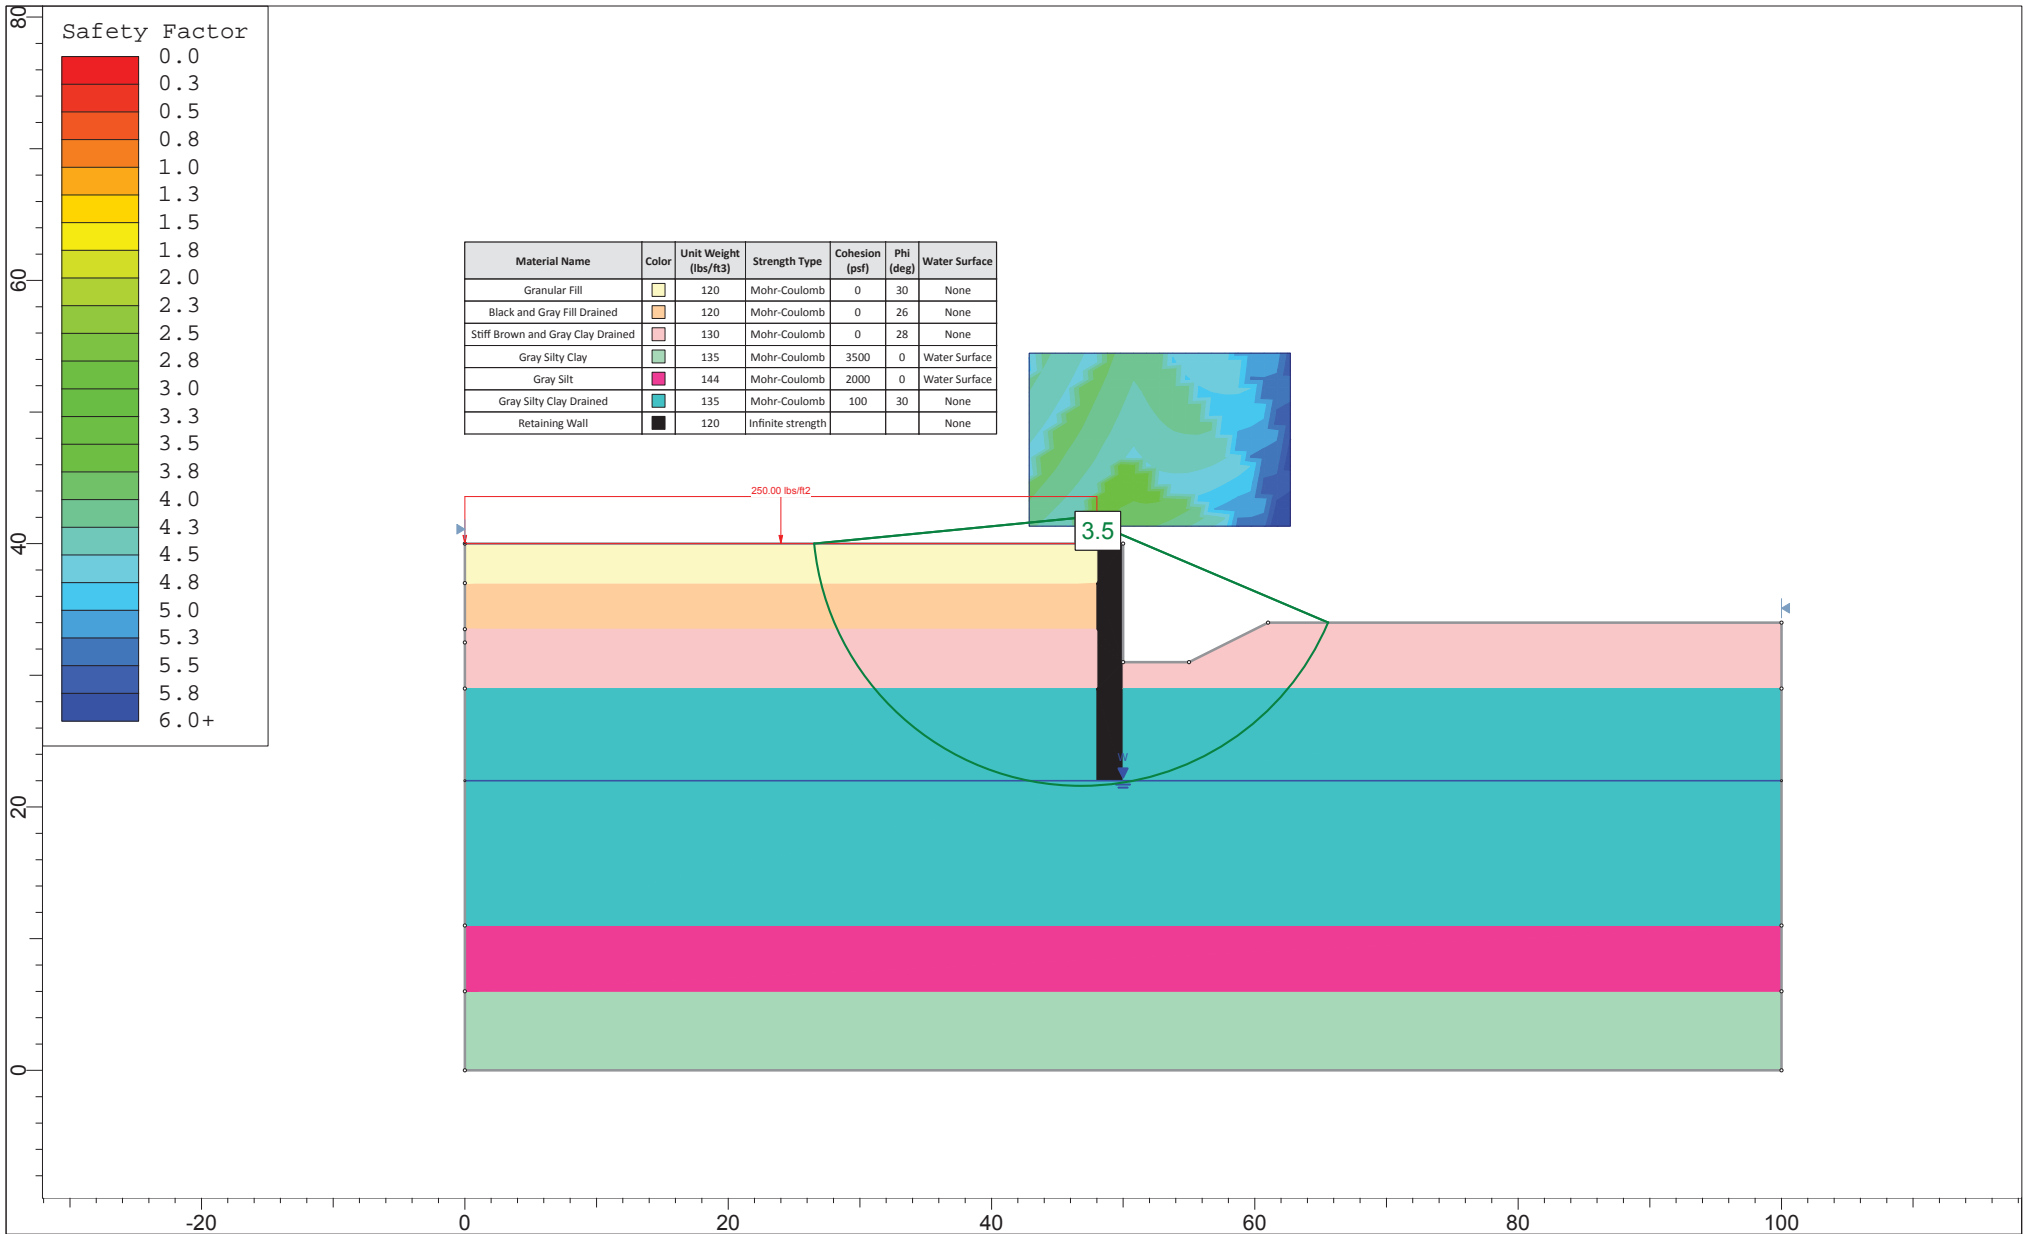 Safety Factor
0.0
0.3
0.5
0.8
1.0
1.3
1.5
1.8
2.0
2.3
2.5
2.8
3.0
3.3
3.5
3.8
4.0
4.3
4.5
4.8
5.0
5.3
5.5
5.8
6.0+
Material Name Color Unit Weight (lbs/ft3) Strength Type Cohesion (psf) Phi (deg) Water Surface
Granular Fill 120 Mohr-Coulomb 0 30 None
Black and Gray Fill Drained 120 Mohr-Coulomb 0 26 None
Stiff Brown and Gray Clay Drained 130 Mohr-Coulomb 0 28 None
Gray Silty Clay 135 Mohr-Coulomb 3500 0 Water Surface
Gray Silt 144 Mohr-Coulomb 2000 0 Water Surface
Gray Silty Clay Drained 135 Mohr-Coulomb 100 30 None
Retaining Wall 120 Infinite strength None
250.00 lbs/ft2
3.5
W
80
60
40
20
0
-20 0 20 40 60 80 100